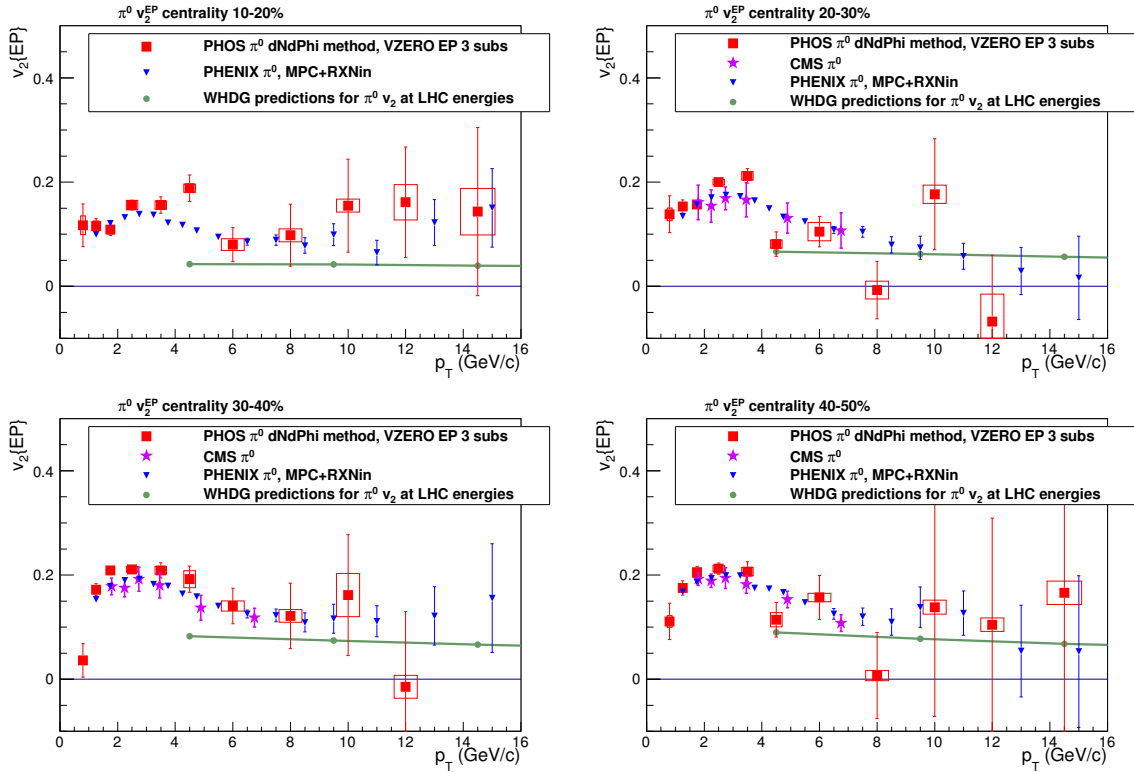 π⁰ v₂^EP centrality 10-20%
v₂{EP}
PHOS π⁰ dNdPhi method, VZERO EP 3 subs
PHENIX π⁰, MPC+RXNin
WHDG predictions for π⁰ v₂ at LHC energies
0.4
0.2
0
0 2 4 6 8 10 12 14 16
p_T (GeV/c)
π⁰ v₂^EP centrality 20-30%
v₂{EP}
PHOS π⁰ dNdPhi method, VZERO EP 3 subs
CMS π⁰
PHENIX π⁰, MPC+RXNin
WHDG predictions for π⁰ v₂ at LHC energies
0.4
0.2
0
0 2 4 6 8 10 12 14 16
p_T (GeV/c)
π⁰ v₂^EP centrality 30-40%
v₂{EP}
PHOS π⁰ dNdPhi method, VZERO EP 3 subs
CMS π⁰
PHENIX π⁰, MPC+RXNin
WHDG predictions for π⁰ v₂ at LHC energies
0.4
0.2
0
0 2 4 6 8 10 12 14 16
p_T (GeV/c)
π⁰ v₂^EP centrality 40-50%
v₂{EP}
PHOS π⁰ dNdPhi method, VZERO EP 3 subs
CMS π⁰
PHENIX π⁰, MPC+RXNin
WHDG predictions for π⁰ v₂ at LHC energies
0.4
0.2
0
0 2 4 6 8 10 12 14 16
p_T (GeV/c)